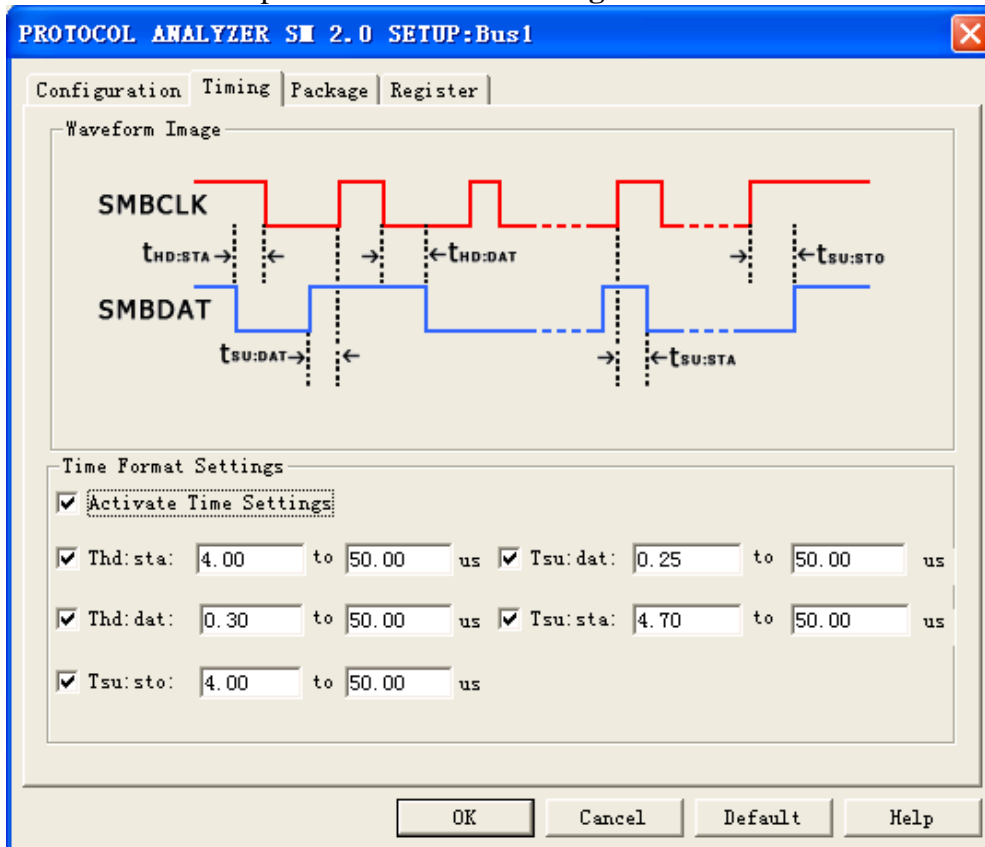 PROTOCOL ANALYZER SM 2.0 SETUP:Bus1
Configuration Timing Package Register
Waveform Image
SMBCLK
tHD:STA tHD:DAT tSU:STO
SMBDAT
tSU:DAT tSU:STA
Time Format Settings
Activate Time Settings
Thd:sta: 4.00 to 50.00 us Tsu:dat: 0.25 to 50.00 us
Thd:dat: 0.30 to 50.00 us Tsu:sta: 4.70 to 50.00 us
Tsu:sto: 4.00 to 50.00 us
OK Cancel Default Help